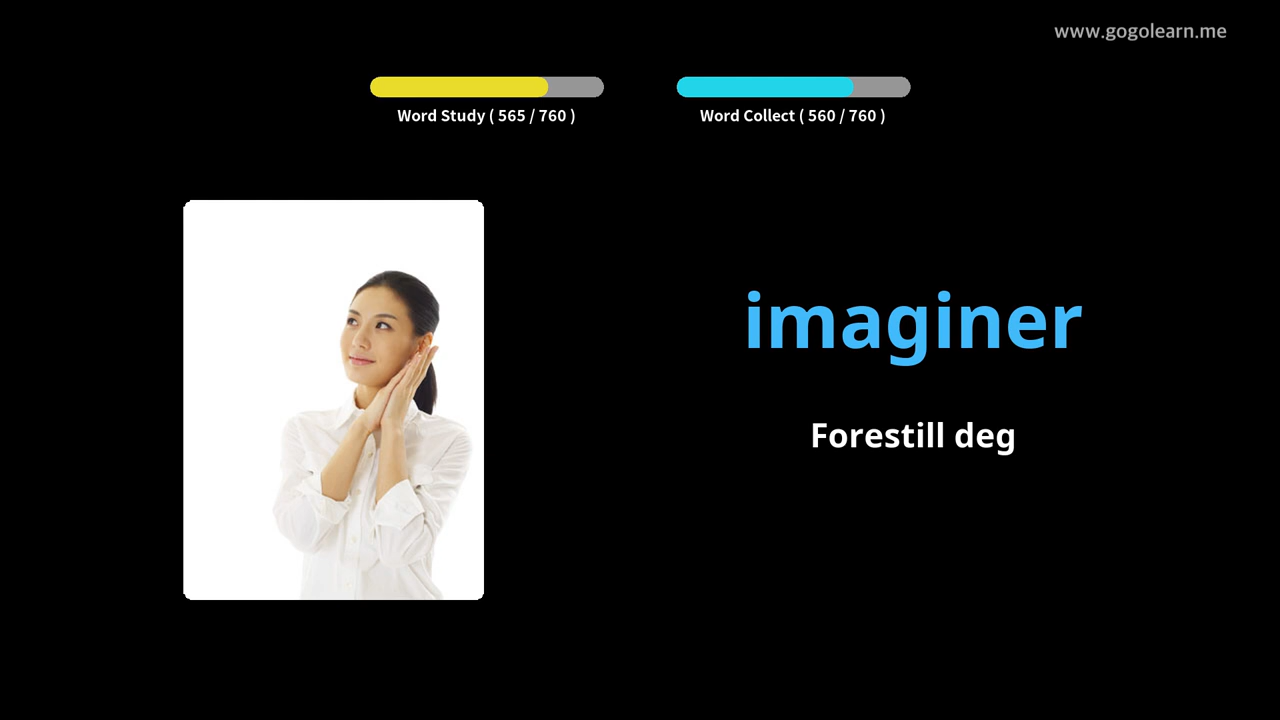 www.gogolearn.me
Word Study ( 565 / 760 )
Word Collect ( 560 / 760 )
imaginer
Forestill deg